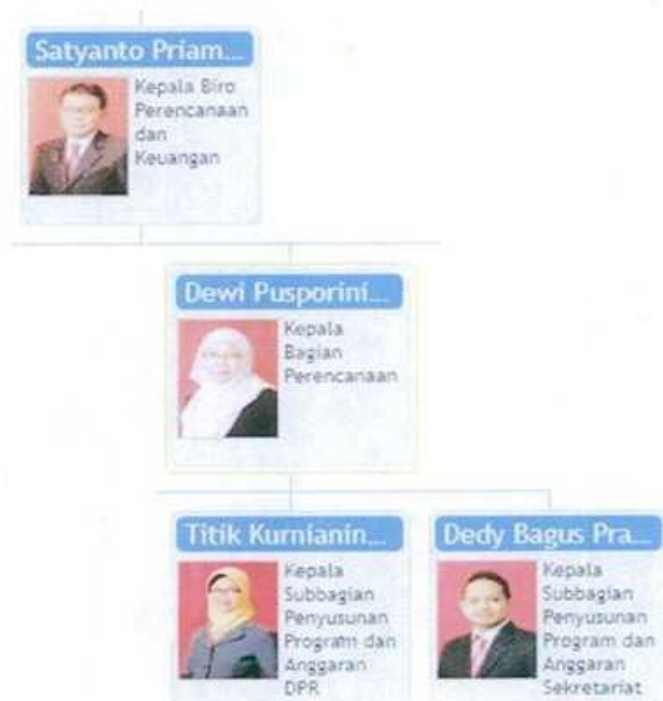 Satyanto Priam...
Kepala Biro
Perencanaan
dan
Keuangan
Dewi Pusporini...
Kepala
Bagian
Perencanaan
Titik Kurnianin...
Kepala
Subbagian
Penyusunan
Program dan
Anggaran
DPR
Dedy Bagus Pra...
Kepala
Subbagian
Penyusunan
Program dan
Anggaran
Sekretariat